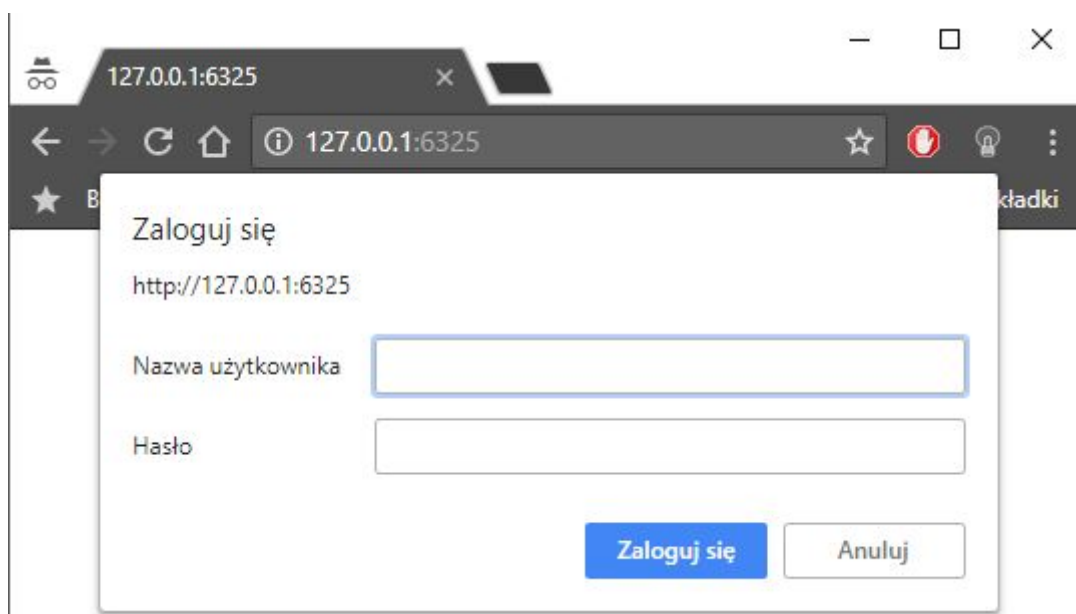 127.0.0.1:6325
127.0.0.1:6325
B
kładki
Zaloguj się
http://127.0.0.1:6325
Nazwa użytkownika
Hasło
Zaloguj się Anuluj